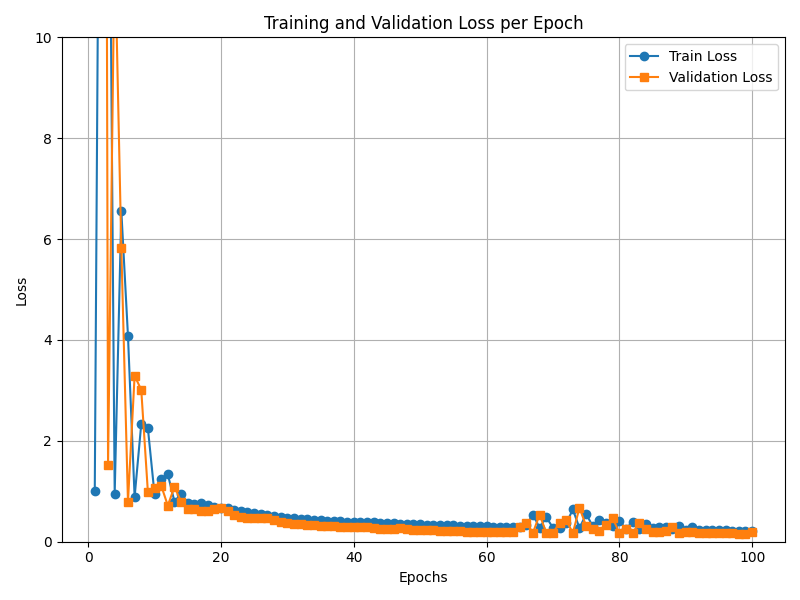 Training and Validation Loss per Epoch
Train Loss
Validation Loss
10
8
6
4
2
0
Loss
0 20 40 60 80 100
Epochs